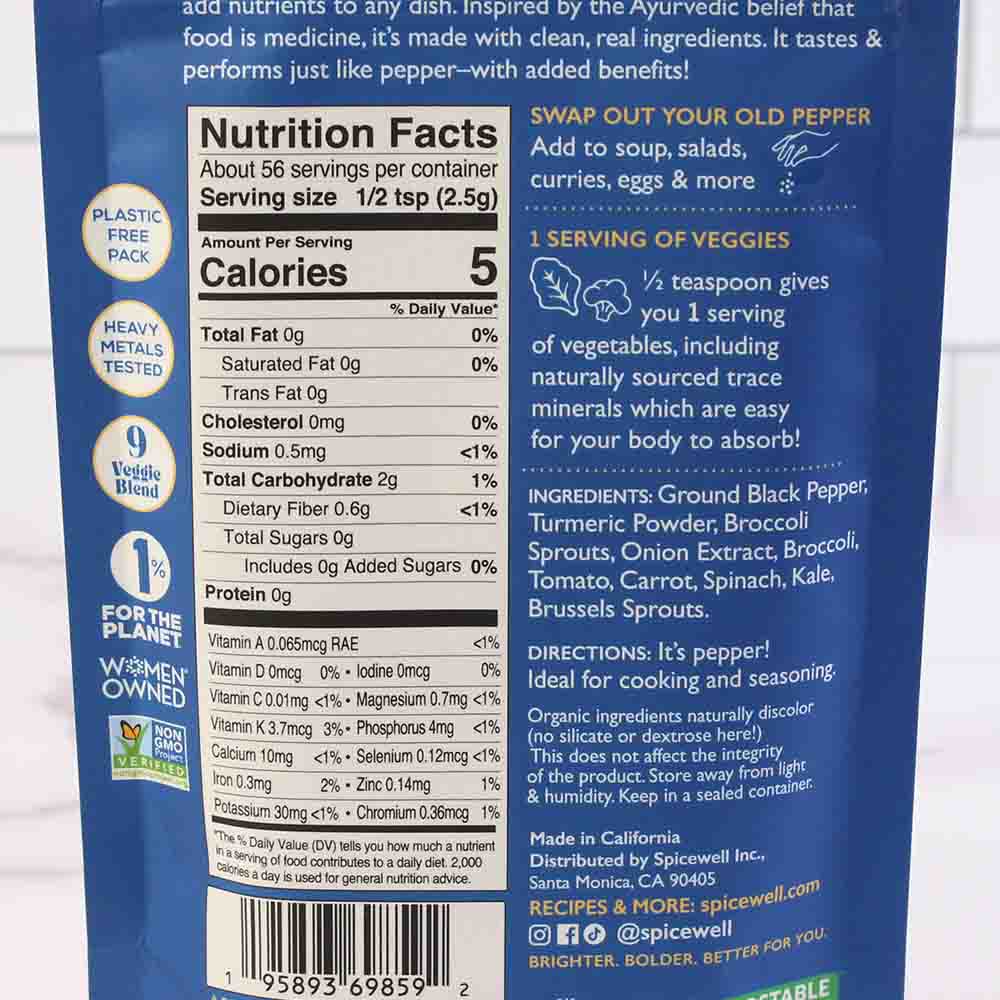 add nutrients to any dish. Inspired by the Ayurvedic belief that
food is medicine, it's made with clean, real ingredients. It tastes &
performs just like pepper—with added benefits!
PLASTIC
FREE
PACK
HEAVY
METALS
TESTED
9
Veggie
Blend
1%
FOR THE
PLANET
WOMEN
OWNED
NON
GMO
Project
VERIFIED
nongmoproject.org
Nutrition Facts
About 56 servings per container
Serving size 1/2 tsp (2.5g)
Amount Per Serving
Calories 5
% Daily Value*
Total Fat 0g 0%
Saturated Fat 0g 0%
Trans Fat 0g
Cholesterol 0mg 0%
Sodium 0.5mg <1%
Total Carbohydrate 2g 1%
Dietary Fiber 0.6g <1%
Total Sugars 0g
Includes 0g Added Sugars 0%
Protein 0g
Vitamin A 0.065mcg RAE <1%
Vitamin D 0mcg 0% • Iodine 0mcg 0%
Vitamin C 0.01mg <1% • Magnesium 0.7mg <1%
Vitamin K 3.7mcg 3% • Phosphorus 4mg <1%
Calcium 10mg <1% • Selenium 0.12mcg <1%
Iron 0.3mg 2% • Zinc 0.14mg 1%
Potassium 30mg <1% • Chromium 0.36mcg 1%
*The % Daily Value (DV) tells you how much a nutrient
in a serving of food contributes to a daily diet. 2,000
calories a day is used for general nutrition advice.
1 95893 69859 2
SWAP OUT YOUR OLD PEPPER
Add to soup, salads,
curries, eggs & more
1 SERVING OF VEGGIES
½ teaspoon gives
you 1 serving
of vegetables, including
naturally sourced trace
minerals which are easy
for your body to absorb!
INGREDIENTS: Ground Black Pepper,
Turmeric Powder, Broccoli
Sprouts, Onion Extract, Broccoli,
Tomato, Carrot, Spinach, Kale,
Brussels Sprouts.
DIRECTIONS: It's pepper!
Ideal for cooking and seasoning.
Organic ingredients naturally discolor
(no silicate or dextrose here!)
This does not affect the integrity
of the product. Store away from light
& humidity. Keep in a sealed container.
Made in California
Distributed by Spicewell Inc.,
Santa Monica, CA 90405
RECIPES & MORE: spicewell.com
@spicewell
BRIGHTER. BOLDER. BETTER FOR YOU.